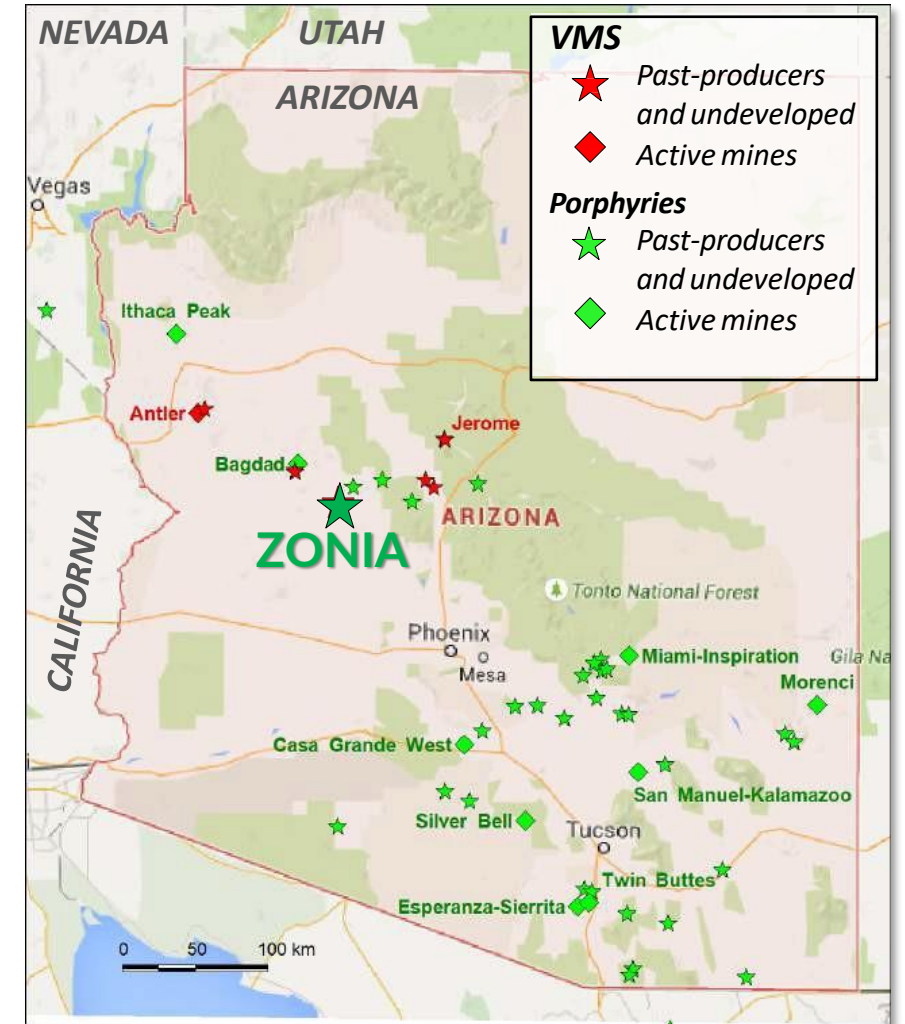 NEVADA
UTAH
ARIZONA
VMS
Past-producers
and undeveloped
Active mines
Porphyries
Past-producers
and undeveloped
Active mines
Vegas
Ithaca Peak
Antler
Jerome
Bagdad
ARIZONA
ZONIA
CALIFORNIA
Tonto National Forest
Phoenix
Mesa
Miami-Inspiration
Gila Na
Morenci
Casa Grande West
San Manuel-Kalamazoo
Silver Bell
Tucson
Twin Buttes
Esperanza-Sierrita
0 50 100 km